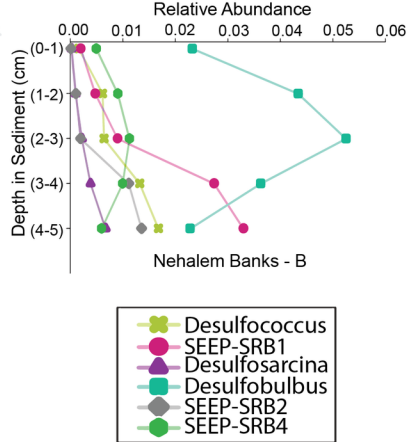 Relative Abundance
0.00 0.01 0.02 0.03 0.04 0.05 0.06
Depth in Sediment (cm)
(0-1)
(1-2)
(2-3)
(3-4)
(4-5)
Nehalem Banks - B
Desulfococcus
SEEP-SRB1
Desulfosarcina
Desulfobulbus
SEEP-SRB2
SEEP-SRB4